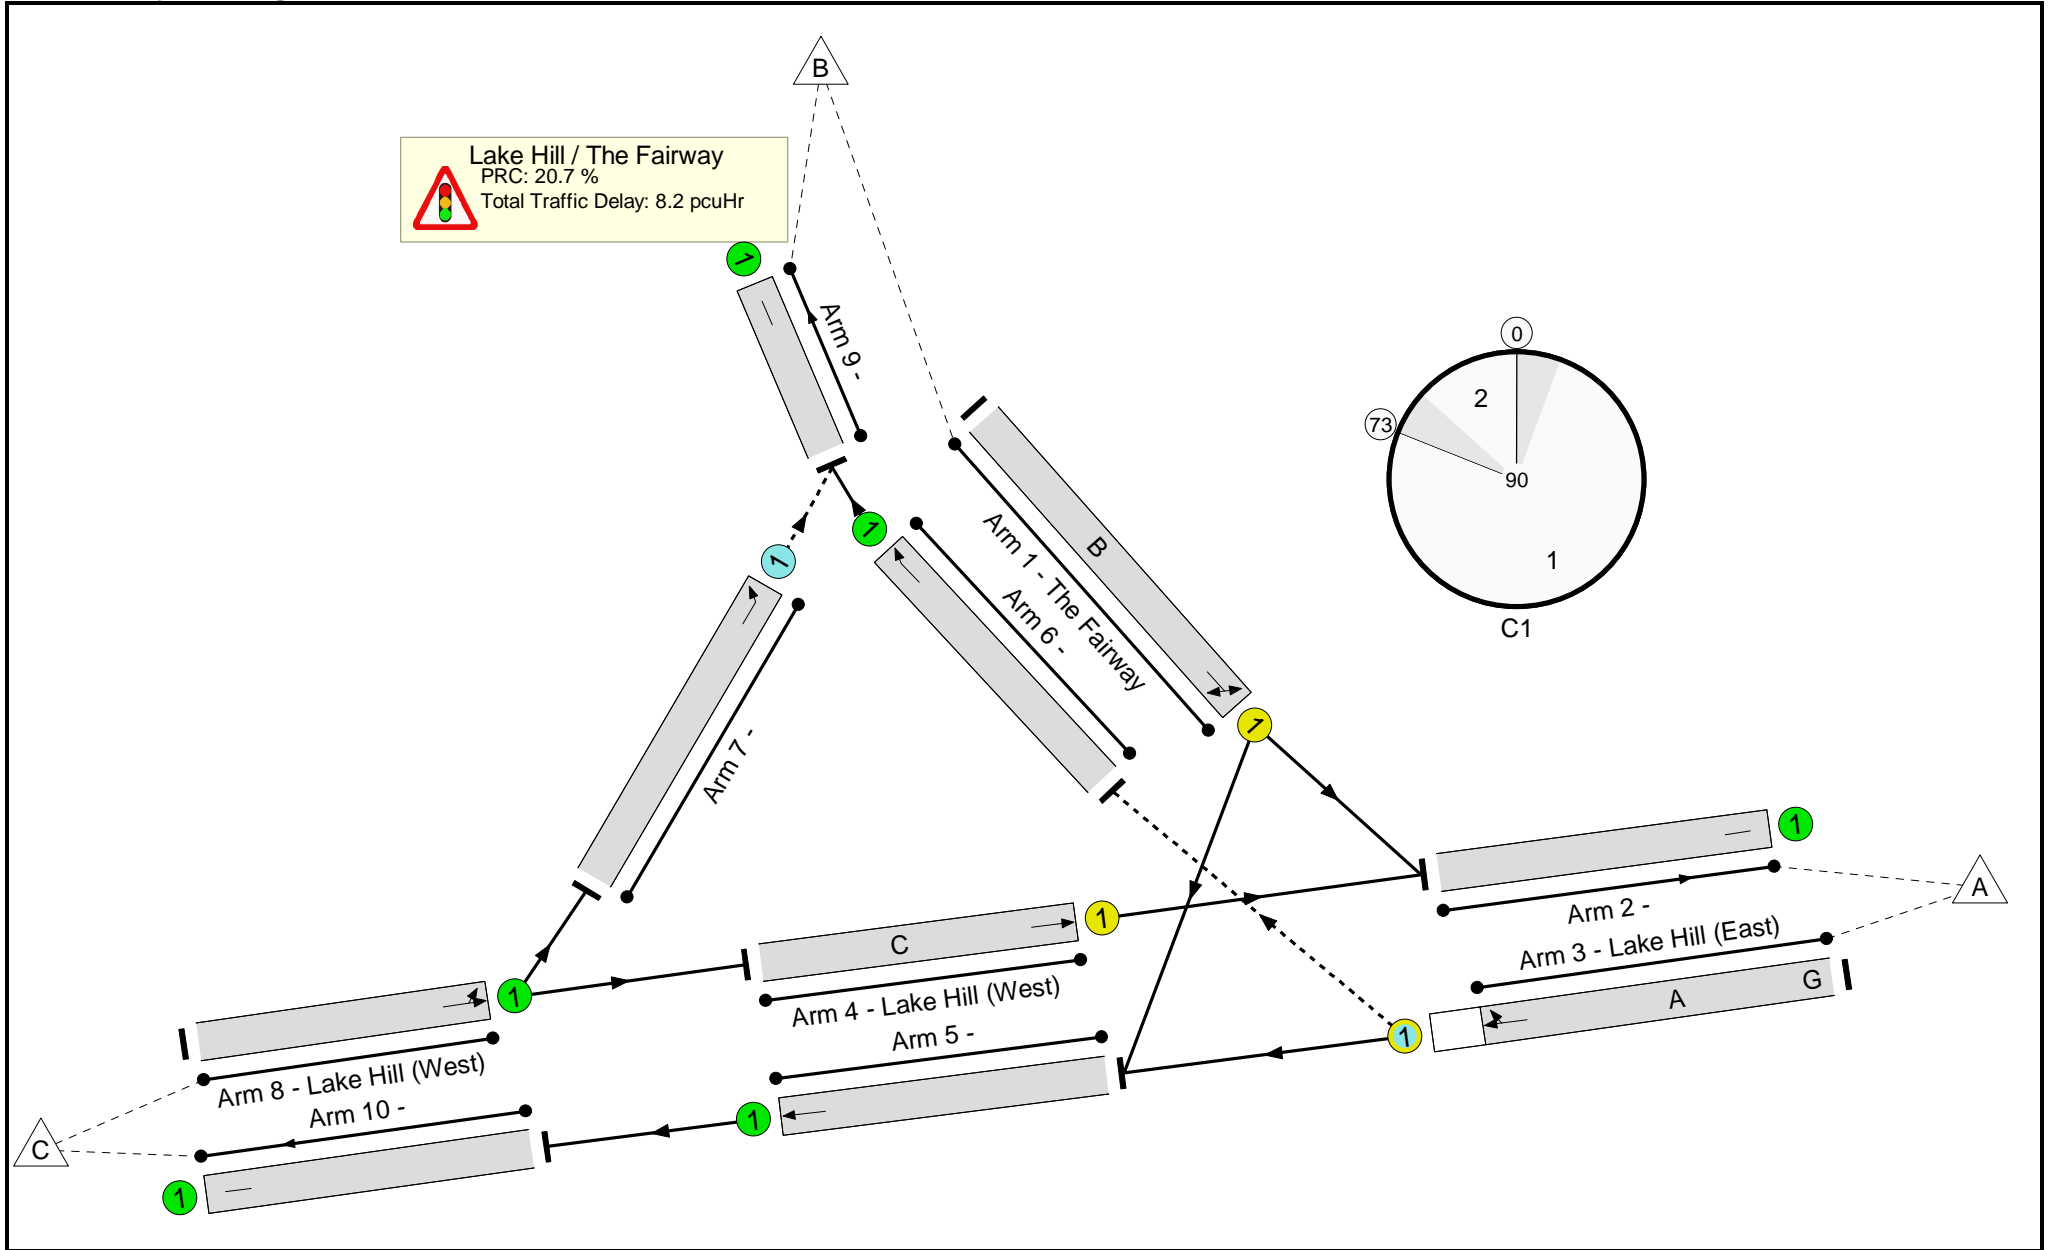 B
Lake Hill / The Fairway
PRC: 20.7 %
Total Traffic Delay: 8.2 pcuHr
1
Arm 9 -
0
2
73
90
1
C1
1
1
B
Arm 1 - The Fairway
Arm 6 -
Arm 7 -
1
1
A
Arm 2 -
Arm 3 - Lake Hill (East)
G
A
1
C
1
Arm 4 - Lake Hill (West)
Arm 5 -
1
1
Arm 8 - Lake Hill (West)
Arm 10 -
C
1